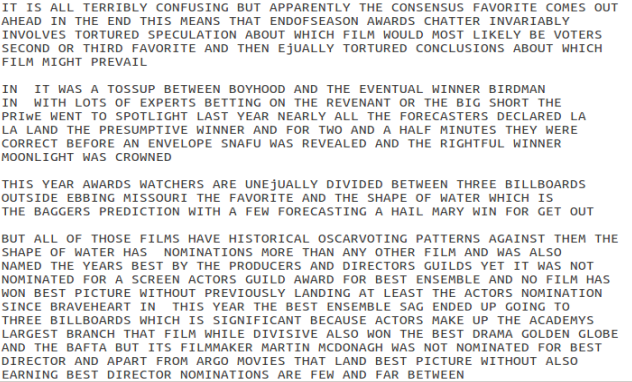 IT IS ALL TERRIBLY CONFUSING BUT APPARENTLY THE CONSENSUS FAVORITE COMES OUT
AHEAD IN THE END THIS MEANS THAT ENDOFSEASON AWARDS CHATTER INVARIABLY
INVOLVES TORTURED SPECULATION ABOUT WHICH FILM WOULD MOST LIKELY BE VOTERS
SECOND OR THIRD FAVORITE AND THEN EjUALLY TORTURED CONCLUSIONS ABOUT WHICH
FILM MIGHT PREVAIL

IN  IT WAS A TOSSUP BETWEEN BOYHOOD AND THE EVENTUAL WINNER BIRDMAN
IN  WITH LOTS OF EXPERTS BETTING ON THE REVENANT OR THE BIG SHORT THE
PRIwE WENT TO SPOTLIGHT LAST YEAR NEARLY ALL THE FORECASTERS DECLARED LA
LA LAND THE PRESUMPTIVE WINNER AND FOR TWO AND A HALF MINUTES THEY WERE
CORRECT BEFORE AN ENVELOPE SNAFU WAS REVEALED AND THE RIGHTFUL WINNER
MOONLIGHT WAS CROWNED

THIS YEAR AWARDS WATCHERS ARE UNEjUALLY DIVIDED BETWEEN THREE BILLBOARDS
OUTSIDE EBBING MISSOURI THE FAVORITE AND THE SHAPE OF WATER WHICH IS
THE BAGGERS PREDICTION WITH A FEW FORECASTING A HAIL MARY WIN FOR GET OUT

BUT ALL OF THOSE FILMS HAVE HISTORICAL OSCARVOTING PATTERNS AGAINST THEM THE
SHAPE OF WATER HAS  NOMINATIONS MORE THAN ANY OTHER FILM AND WAS ALSO
NAMED THE YEARS BEST BY THE PRODUCERS AND DIRECTORS GUILDS YET IT WAS NOT
NOMINATED FOR A SCREEN ACTORS GUILD AWARD FOR BEST ENSEMBLE AND NO FILM HAS
WON BEST PICTURE WITHOUT PREVIOUSLY LANDING AT LEAST THE ACTORS NOMINATION
SINCE BRAVEHEART IN  THIS YEAR THE BEST ENSEMBLE SAG ENDED UP GOING TO
THREE BILLBOARDS WHICH IS SIGNIFICANT BECAUSE ACTORS MAKE UP THE ACADEMYS
LARGEST BRANCH THAT FILM WHILE DIVISIVE ALSO WON THE BEST DRAMA GOLDEN GLOBE
AND THE BAFTA BUT ITS FILMMAKER MARTIN MCDONAGH WAS NOT NOMINATED FOR BEST
DIRECTOR AND APART FROM ARGO MOVIES THAT LAND BEST PICTURE WITHOUT ALSO
EARNING BEST DIRECTOR NOMINATIONS ARE FEW AND FAR BETWEEN